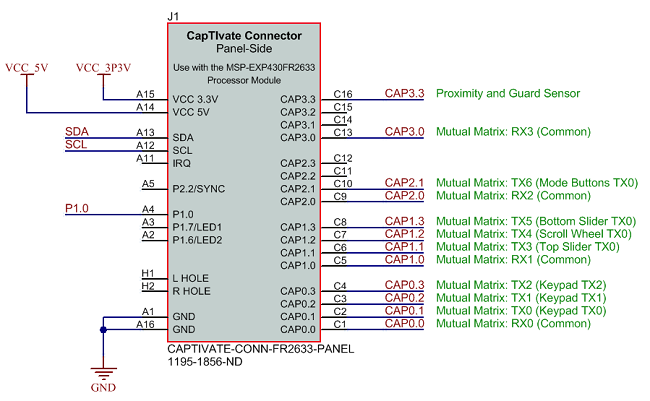 J1
CapTIvate Connector
Panel-Side
Use with the MSP-EXP430FR2633
Processor Module
VCC_5V VCC_3P3V
A15 VCC 3.3V CAP3.3 C16 CAP3.3 Proximity and Guard Sensor
A14 VCC 5V CAP3.2 C15
CAP3.1 C14
SDA A13 SDA CAP3.0 C13 CAP3.0 Mutual Matrix: RX3 (Common)
SCL A12 SCL
A11 IRQ CAP2.3 C12
CAP2.2 C11
A5 P2.2/SYNC CAP2.1 C10 CAP2.1 Mutual Matrix: TX6 (Mode Buttons TX0)
CAP2.0 C9 CAP2.0 Mutual Matrix: RX2 (Common)
P1.0 A4 P1.0
A3 P1.7/LED1 CAP1.3 C8 CAP1.3 Mutual Matrix: TX5 (Bottom Slider TX0)
A2 P1.6/LED2 CAP1.2 C7 CAP1.2 Mutual Matrix: TX4 (Scroll Wheel TX0)
CAP1.1 C6 CAP1.1 Mutual Matrix: TX3 (Top Slider TX0)
CAP1.0 C5 CAP1.0 Mutual Matrix: RX1 (Common)
H1 L HOLE
H2 R HOLE CAP0.3 C4 CAP0.3 Mutual Matrix: TX2 (Keypad TX2)
CAP0.2 C3 CAP0.2 Mutual Matrix: TX1 (Keypad TX1)
A1 GND CAP0.1 C2 CAP0.1 Mutual Matrix: TX0 (Keypad TX0)
A16 GND CAP0.0 C1 CAP0.0 Mutual Matrix: RX0 (Common)
CAPTIVATE-CONN-FR2633-PANEL
1195-1856-ND
GND